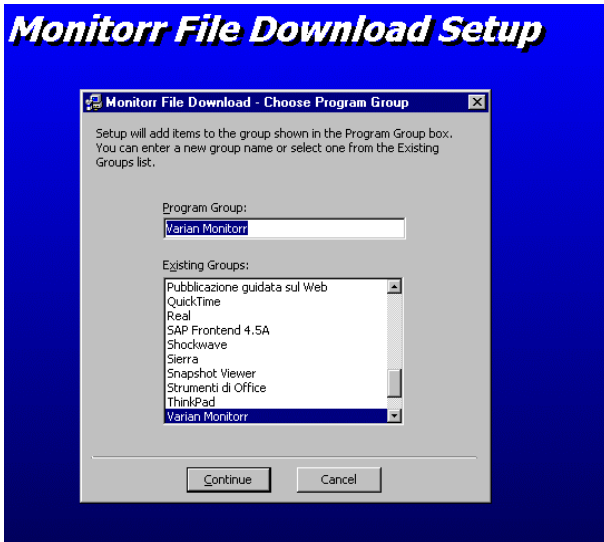 Monitorr File Download Setup
Monitorr File Download - Choose Program Group
Setup will add items to the group shown in the Program Group box.
You can enter a new group name or select one from the Existing
Groups list.
Program Group:
Varian Monitorr
Existing Groups:
Pubblicazione guidata sul Web
QuickTime
Real
SAP Frontend 4.5A
Shockwave
Sierra
Snapshot Viewer
Strumenti di Office
ThinkPad
Varian Monitorr
Continue
Cancel